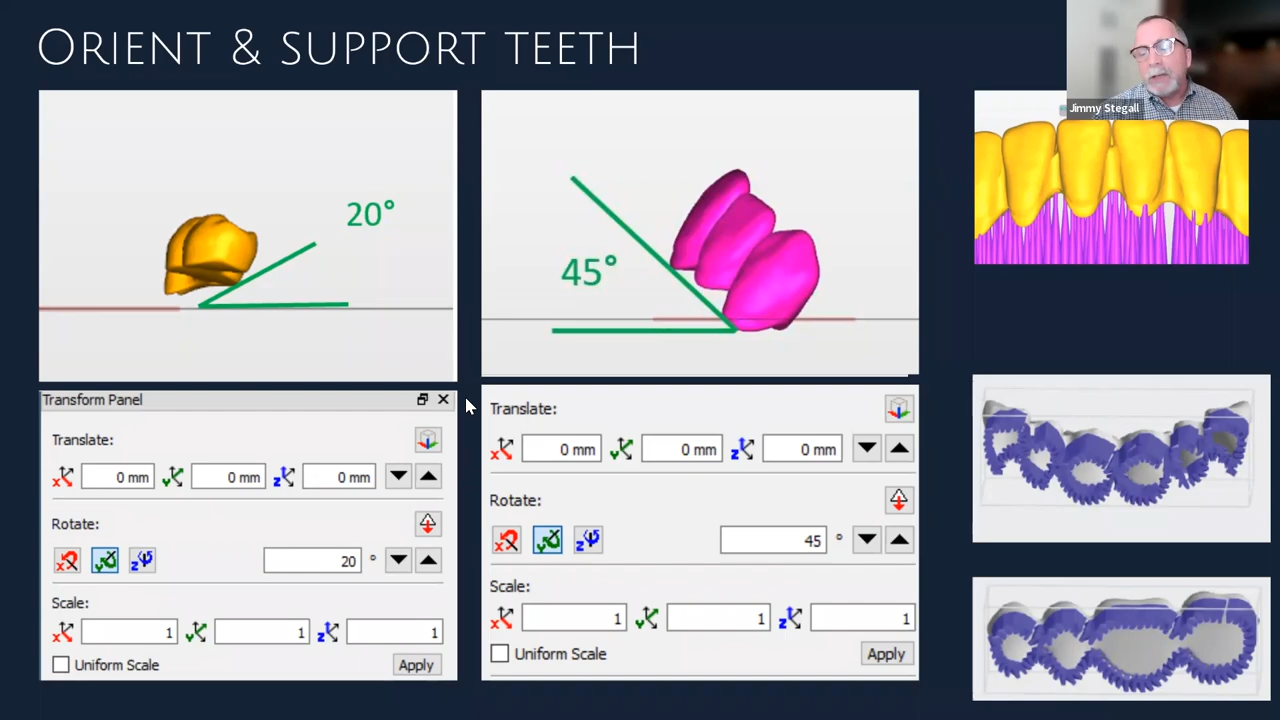 ORIENT & SUPPORT TEETH
Jimmy Stegall
20°
45°
Transform Panel
Translate:
0 mm 0 mm 0 mm
Rotate:
20 °
Scale:
1 1 1
Uniform Scale Apply
Translate:
0 mm 0 mm 0 mm
Rotate:
45 °
Scale:
1 1 1
Uniform Scale Apply